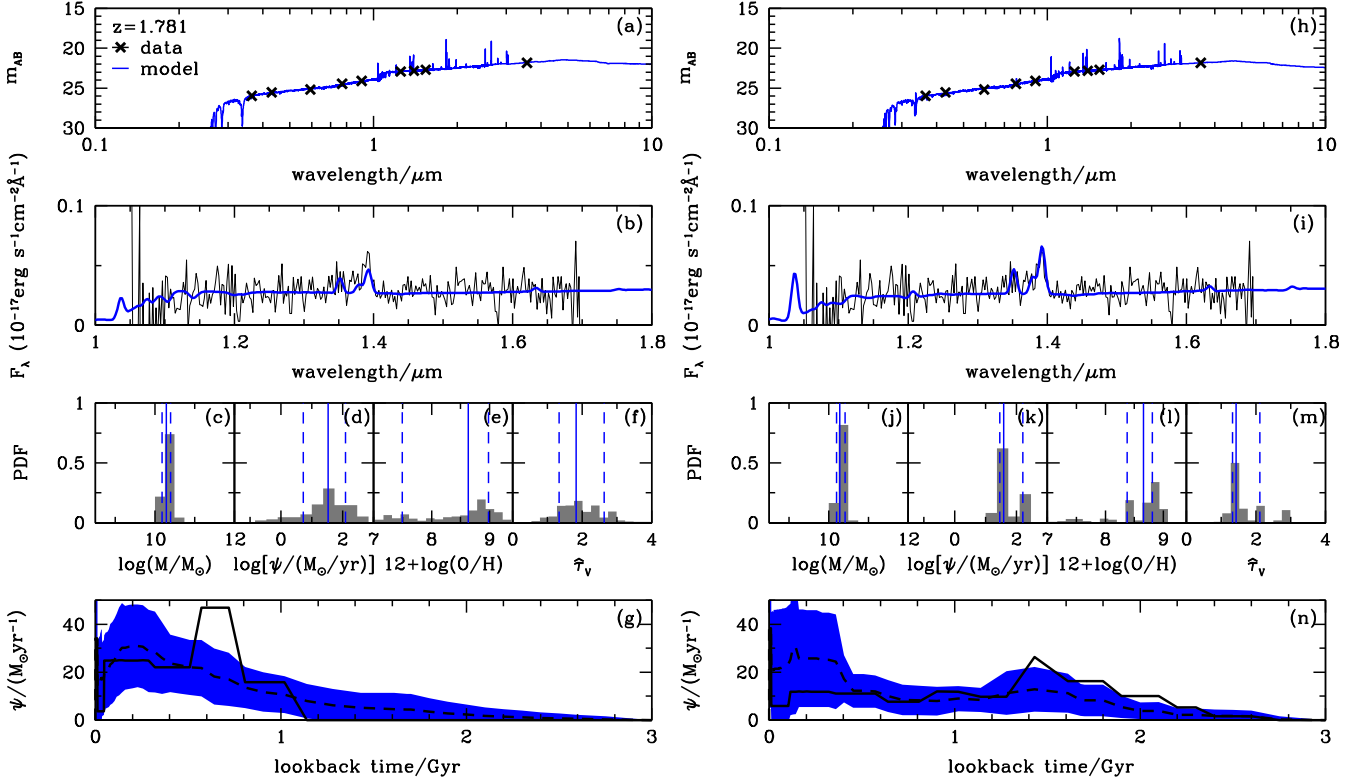 15
20
25
30
m_AB
z=1.781
data
model
(a)
0.1
1
10
wavelength/μm
0.1
0
F_λ (10⁻¹⁷erg s⁻¹cm⁻²Å⁻¹)
(b)
1
1.2
1.4
1.6
1.8
wavelength/μm
1
0.5
0
PDF
(c)
(d)
(e)
(f)
10
12
0
2
7
8
9
0
2
4
log(M/M⊙)
log[ψ/(M⊙/yr)]
12+log(O/H)
τ̂_V
40
20
0
ψ/(M⊙yr⁻¹)
(g)
0
1
2
3
lookback time/Gyr
15
20
25
30
m_AB
(h)
0.1
1
10
wavelength/μm
0.1
0
F_λ (10⁻¹⁷erg s⁻¹cm⁻²Å⁻¹)
(i)
1
1.2
1.4
1.6
1.8
wavelength/μm
1
0.5
0
PDF
(j)
(k)
(l)
(m)
10
12
0
2
7
8
9
0
2
4
log(M/M⊙)
log[ψ/(M⊙/yr)]
12+log(O/H)
τ̂_V
40
20
0
ψ/(M⊙yr⁻¹)
(n)
0
1
2
3
lookback time/Gyr